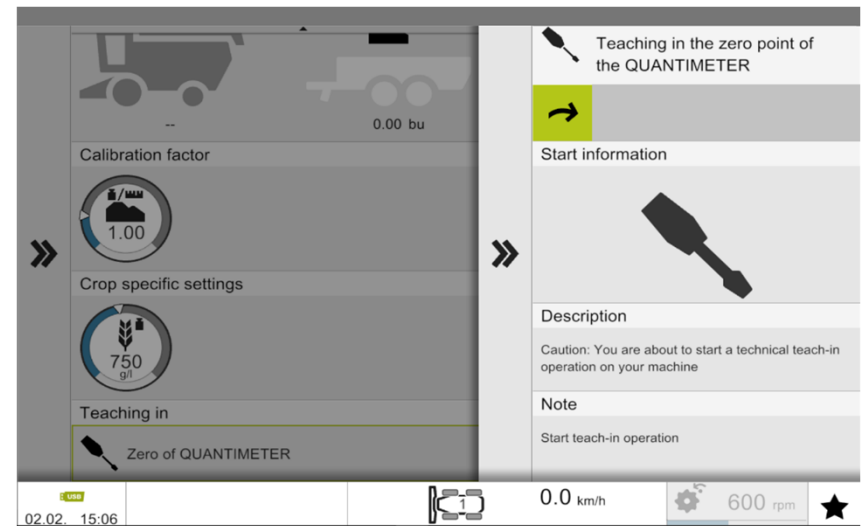 Teaching in the zero point of
the QUANTIMETER
--
0.00 bu
Calibration factor
1.00
Crop specific settings
750
g/l
Teaching in
Zero of QUANTIMETER
Start information
Description
Caution: You are about to start a technical teach-in
operation on your machine
Note
Start teach-in operation
USB
02.02. 15:06
1
0.0 km/h
600 rpm